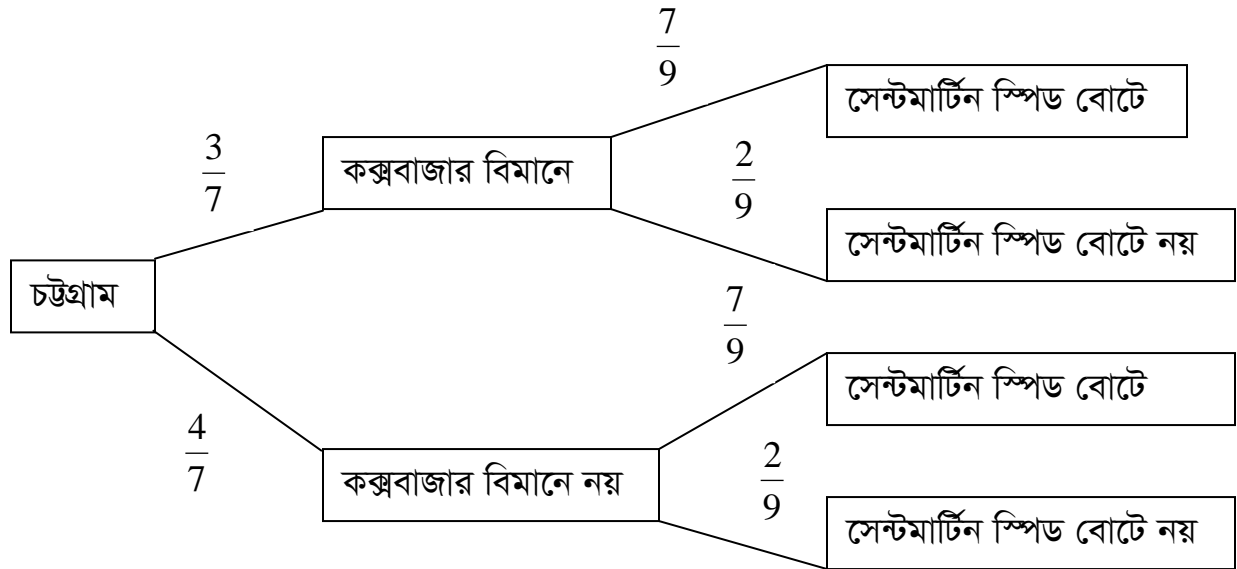 7
9
সেন্টমার্টিন স্পিড বোটে
3
7
কক্সবাজার বিমানে
2
9
সেন্টমার্টিন স্পিড বোটে নয়
চট্টগ্রাম
7
9
সেন্টমার্টিন স্পিড বোটে
4
7
কক্সবাজার বিমানে নয়
2
9
সেন্টমার্টিন স্পিড বোটে নয়